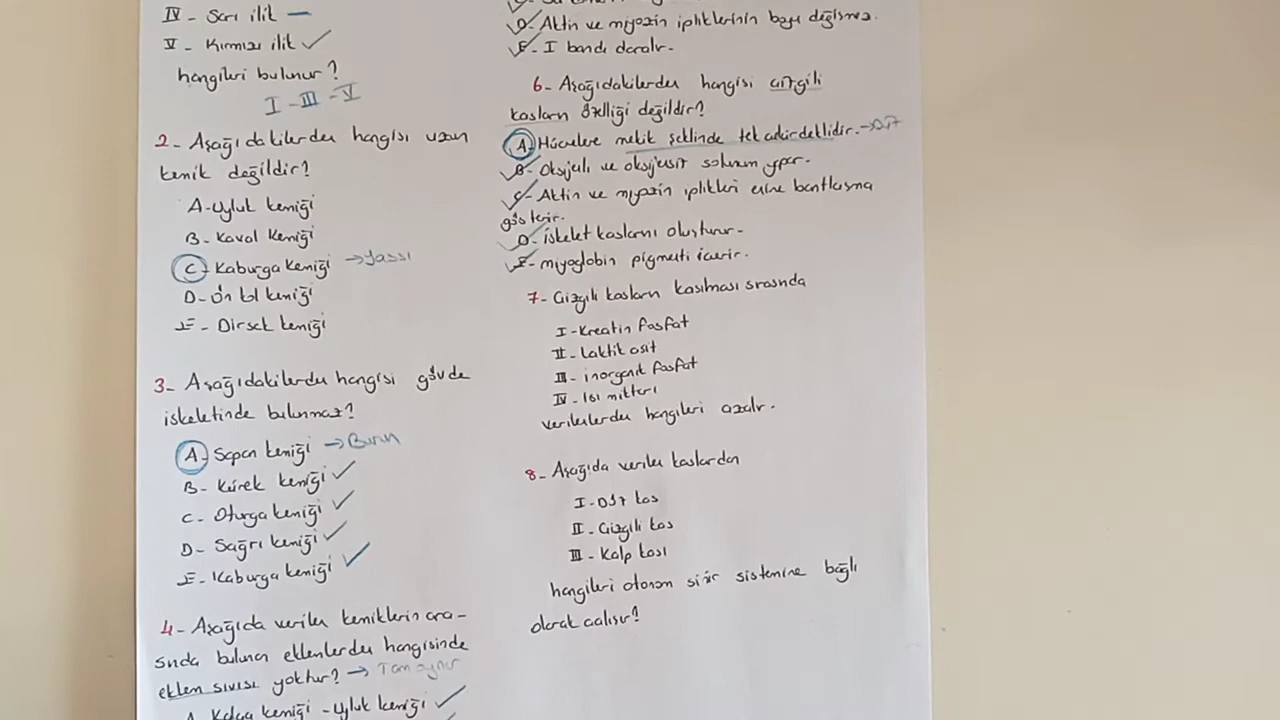 IV - Sarı ilik -
V - Kırmızı ilik ✓
hangileri bulunur?
I - III - V
2- Aşağıdakilerden hangisi uzun
kemik değildir?
A- Uyluk kemiği
B- Kaval Kemiği
C- Kaburga Kemiği → Yassı
D- Ön kol kemiği
E- Dirsek kemiği
3- Aşağıdakilerden hangisi gövde
iskeletinde bulunmaz?
A- Sapan kemiği → Burun
B- Kürek kemiği ✓
C- Oturga kemiği ✓
D- Sağrı kemiği ✓
E- Kaburga kemiği ✓
4- Aşağıda verilen kemiklerin ara-
sında bulunan eklemlerden hangisinde
eklem sıvısı yoktur? → Tam oynar
A- Kalça kemiği - Uyluk kemiği ✓
D- Aktin ve miyozin ipliklerinin boyu değişmez.
E- I bandı daralır.
6- Aşağıdakilerden hangisi çizgili
kasların özelliği değildir?
A- Hücreleri mekik şeklinde tek çekirdeklidir. → Düz
B- Oksijenli ve oksijensiz solunum yapar.
C- Aktin ve miyozin iplikleri enine bantlaşma
gösterir.
D- İskelet kaslarını oluşturur.
E- miyoglobin pigmenti içerir.
7- Çizgili kasların kasılması sırasında
I - Kreatin fosfat
II - Laktik asit
III - inorganik fosfat
IV - Isı miktarı
verilenlerden hangileri azalır.
8- Aşağıda verilen kaslardan
I - Düz kas
II - Çizgili kas
III - Kalp kası
hangileri otonom sinir sistemine bağlı
olarak çalışır?